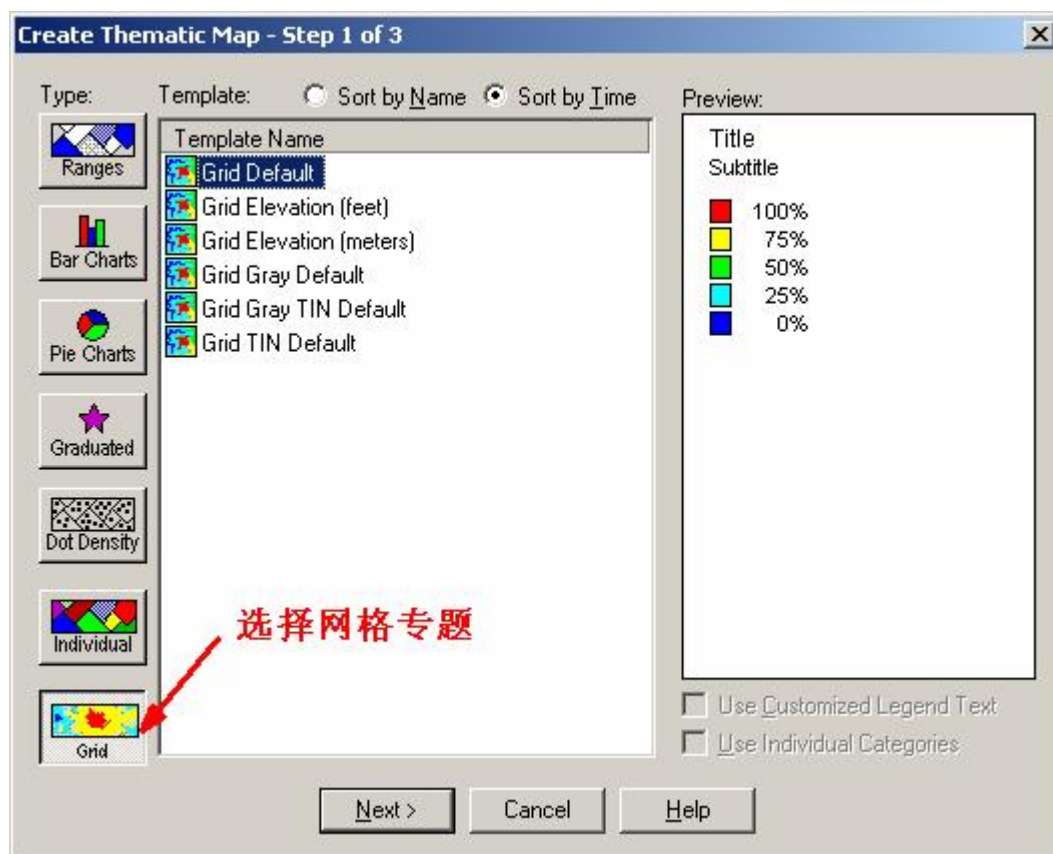 Create Thematic Map - Step 1 of 3
Type:
Template:
Sort by Name
Sort by Time
Preview:
Ranges
Bar Charts
Pie Charts
Graduated
Dot Density
Individual
Grid
Template Name
Grid Default
Grid Elevation (feet)
Grid Elevation (meters)
Grid Gray Default
Grid Gray TIN Default
Grid TIN Default
选择网格专题
Title
Subtitle
100%
75%
50%
25%
0%
Use Customized Legend Text
Use Individual Categories
Next >
Cancel
Help